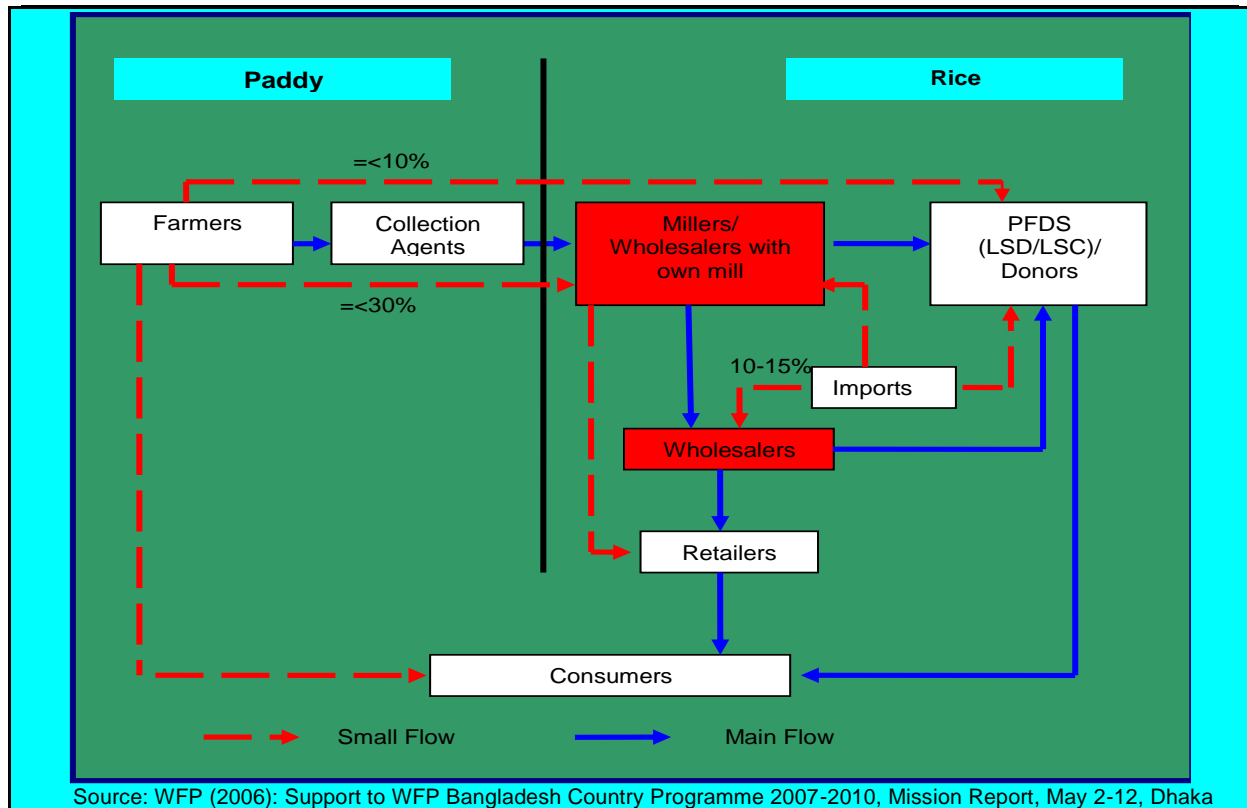 Paddy
Rice
=<10%
Farmers
Collection
Agents
Millers/
Wholesalers with
own mill
PFDS
(LSD/LSC)/
Donors
=<30%
10-15%
Imports
Wholesalers
Retailers
Consumers
Small Flow
Main Flow
Source: WFP (2006): Support to WFP Bangladesh Country Programme 2007-2010, Mission Report, May 2-12, Dhaka